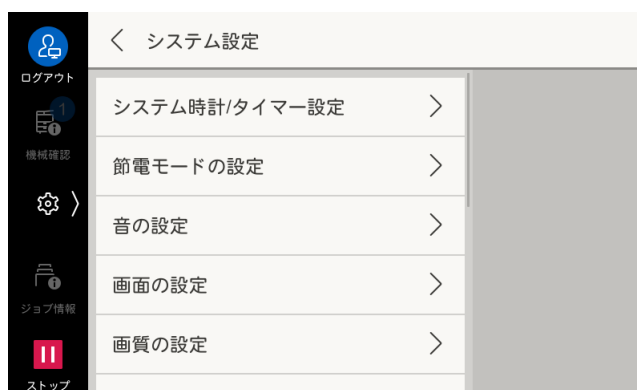 システム設定
ログアウト
システム時計/タイマー設定
1
機械確認
節電モードの設定
音の設定
画面の設定
ジョブ情報
画質の設定
ストップ